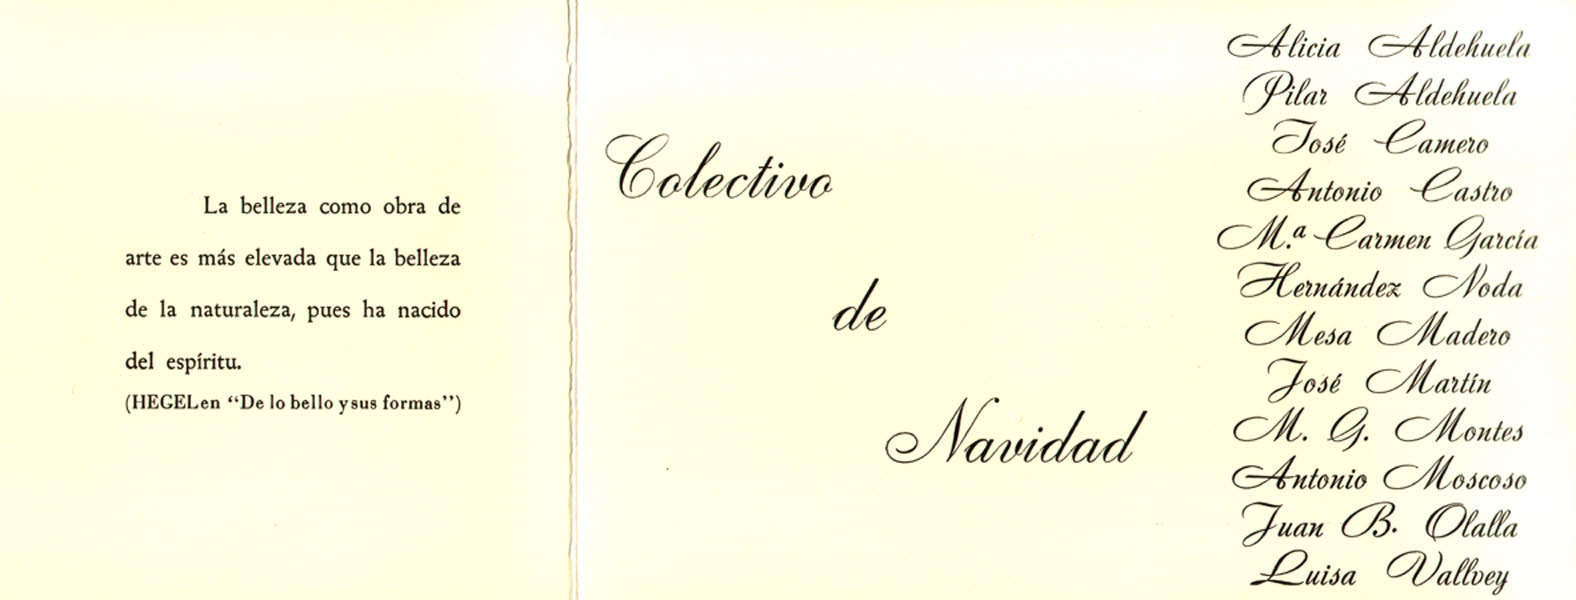 La belleza como obra de
arte es más elevada que la belleza
de la naturaleza, pues ha nacido
del espíritu.
(HEGEL en "De lo bello y sus formas")
Colectivo
de
Navidad
Alicia Aldehuela
Pilar Aldehuela
José Camero
Antonio Castro
M.ª Carmen García
Hernández Noda
Mesa Madero
José Martín
M. G. Montes
Antonio Moscoso
Juan B. Olalla
Luisa Vallvey